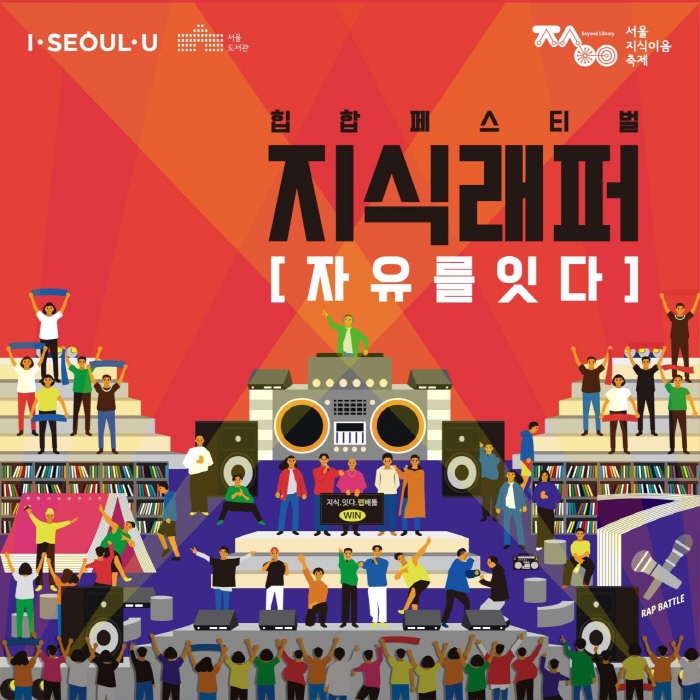 I·SEOUL·U
서울
도서관
Beyond Library
서울
지식이음
축제
힙합페스티벌
지식래퍼
[자유를잇다]
지식.잇다.랩배틀
WIN
RAP BATTLE